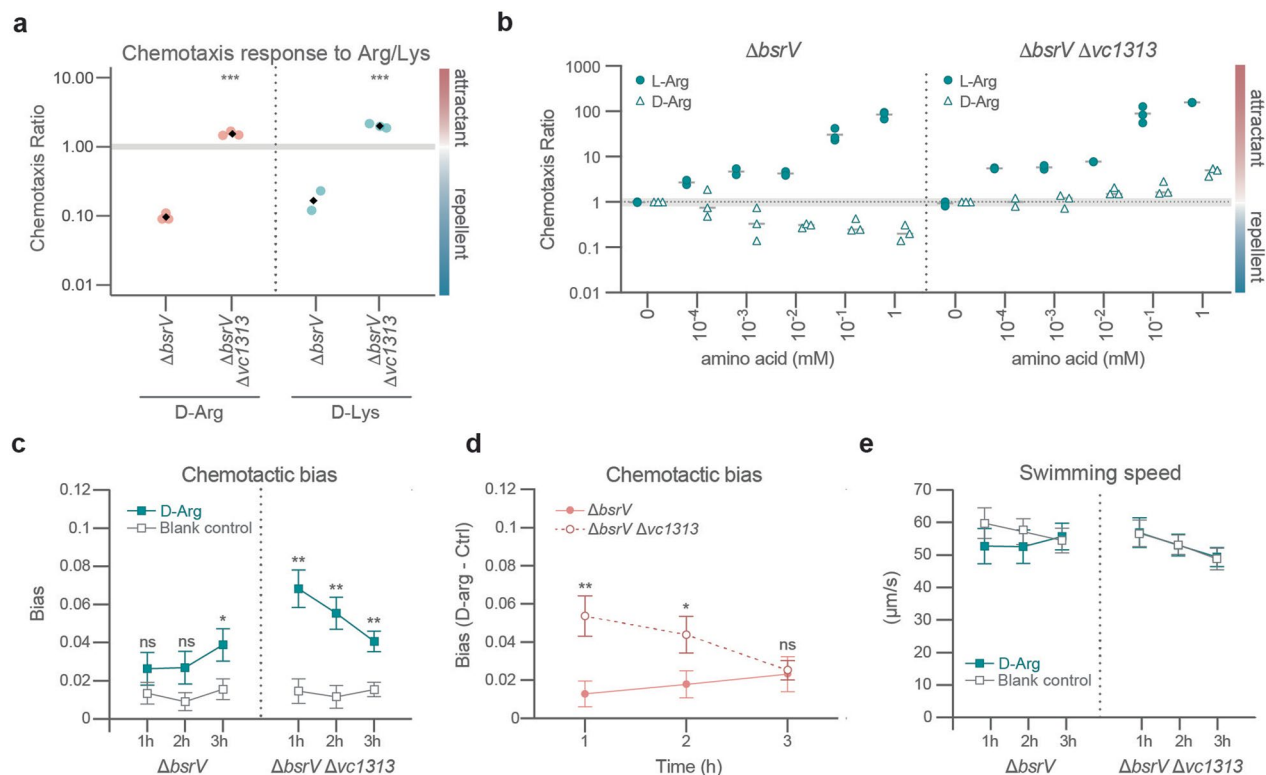 a
Chemotaxis response to Arg/Lys
Chemotaxis Ratio
10.00
1.00
0.10
0.01
***
***
attractant
repellent
ΔbsrV
ΔbsrV
Δvc1313
ΔbsrV
ΔbsrV
Δvc1313
D-Arg
D-Lys
b
ΔbsrV
ΔbsrV Δvc1313
Chemotaxis Ratio
1000
100
10
1
0.1
0.01
L-Arg
D-Arg
L-Arg
D-Arg
attractant
repellent
0
10-4
10-3
10-2
10-1
1
0
10-4
10-3
10-2
10-1
1
amino acid (mM)
amino acid (mM)
c
Chemotactic bias
Bias
0.12
0.1
0.08
0.06
0.04
0.02
0
D-Arg
Blank control
ns
ns
*
**
**
**
1h
2h
3h
1h
2h
3h
ΔbsrV
ΔbsrV Δvc1313
d
Chemotactic bias
Bias (D-arg - Ctrl)
0.12
0.1
0.08
0.06
0.04
0.02
0
ΔbsrV
ΔbsrV Δvc1313
**
*
ns
1
2
3
Time (h)
e
Swimming speed
(μm/s)
70
60
50
40
30
20
10
0
D-Arg
Blank control
1h
2h
3h
1h
2h
3h
ΔbsrV
ΔbsrV Δvc1313